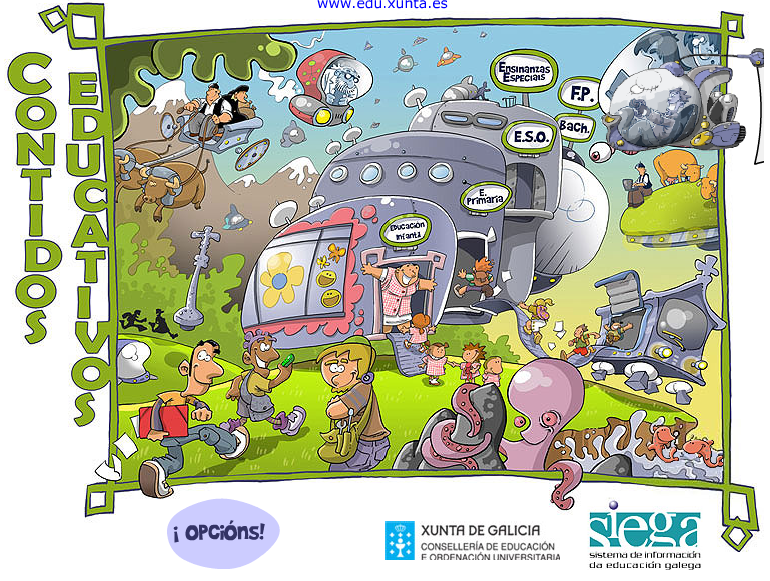 www.edu.xunta.es
CONTIDOS
EDUCATIVOS
Ensinanzas
Especiais
F.P.
E.S.O.
Bach.
E.
Primaria
Educación
Infantil
¡ OPCIÓNS!
XUNTA DE GALICIA
CONSELLERÍA DE EDUCACIÓN
E ORDENACIÓN UNIVERSITARIA
siega
sistema de información
da educación galega